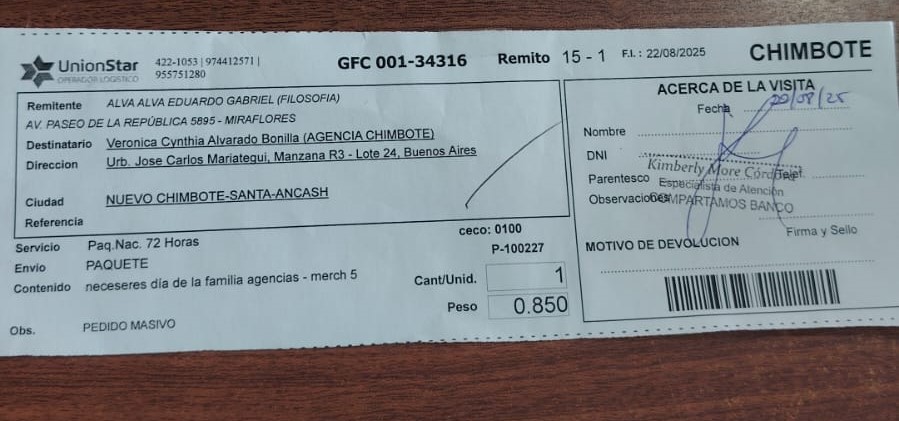 UnionStar
OPERADOR LOGISTICO
422-1053 | 974412571 |
955751280
GFC 001-34316
Remito 15 - 1
F.I.: 22/08/2025
CHIMBOTE
Remitente ALVA ALVA EDUARDO GABRIEL (FILOSOFIA)
AV. PASEO DE LA REPÚBLICA 5895 - MIRAFLORES
Destinatario Veronica Cynthia Alvarado Bonilla (AGENCIA CHIMBOTE)
Direccion Urb. Jose Carlos Mariategui, Manzana R3 - Lote 24, Buenos Aires
Ciudad NUEVO CHIMBOTE-SANTA-ANCASH
Referencia
Servicio Paq.Nac. 72 Horas
ceco: 0100
P-100227
Envio PAQUETE
Contenido neceseres día de la familia agencias - merch 5
Cant/Unid. 1
Peso 0.850
Obs. PEDIDO MASIVO
ACERCA DE LA VISITA
Fecha /08/25
Nombre
DNI
Kimberly More
Parentesco Telef.
Especialista de Atención
Observaciones COMPARTAMOS BANCO
Firma y Sello
MOTIVO DE DEVOLUCION